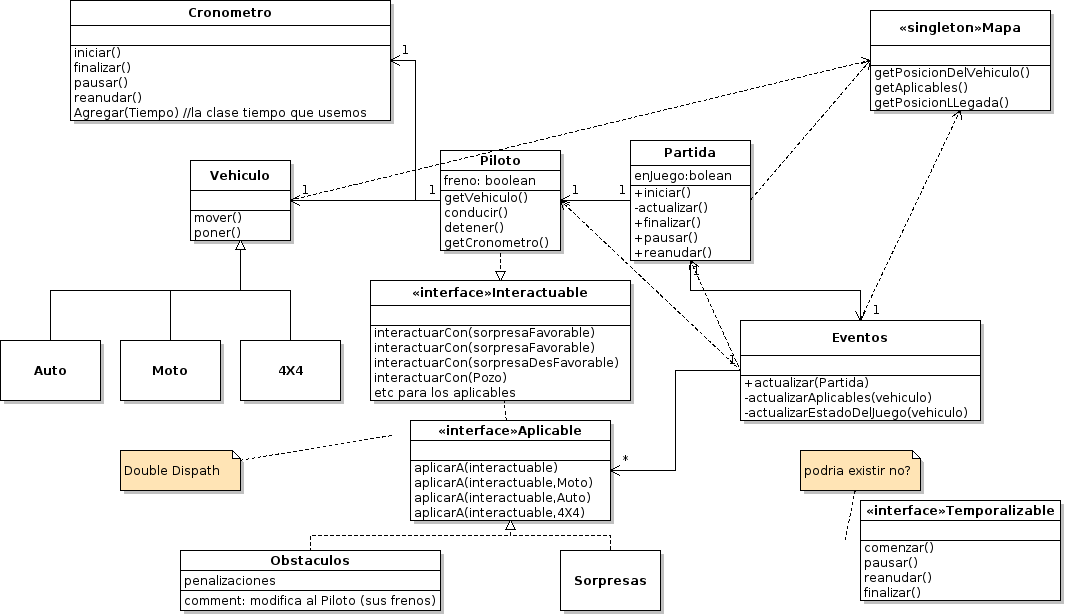 Cronometro
iniciar()
finalizar()
pausar()
reanudar()
Agregar(Tiempo) //la clase tiempo que usemos
1
«singleton»Mapa
getPosicionDelVehiculo()
getAplicables()
getPosicionLLegada()
Vehiculo
mover()
poner()
1
1
Piloto
freno: boolean
getVehiculo()
conducir()
detener()
getCronometro()
1
1
Partida
enJuego:bolean
+iniciar()
-actualizar()
+finalizar()
+pausar()
+reanudar()
1
1
1
«interface»Interactuable
interactuarCon(sorpresaFavorable)
interactuarCon(sorpresaFavorable)
interactuarCon(sorpresaDesFavorable)
interactuarCon(Pozo)
etc para los aplicables
Eventos
+actualizar(Partida)
-actualizarAplicables(vehiculo)
-actualizarEstadoDelJuego(vehiculo)
Auto
Moto
4X4
Double Dispath
«interface»Aplicable
aplicarA(interactuable)
aplicarA(interactuable,Moto)
aplicarA(interactuable,Auto)
aplicarA(interactuable,4X4)
*
podria existir no?
«interface»Temporalizable
comenzar()
pausar()
reanudar()
finalizar()
Obstaculos
penalizaciones
comment: modifica al Piloto (sus frenos)
Sorpresas